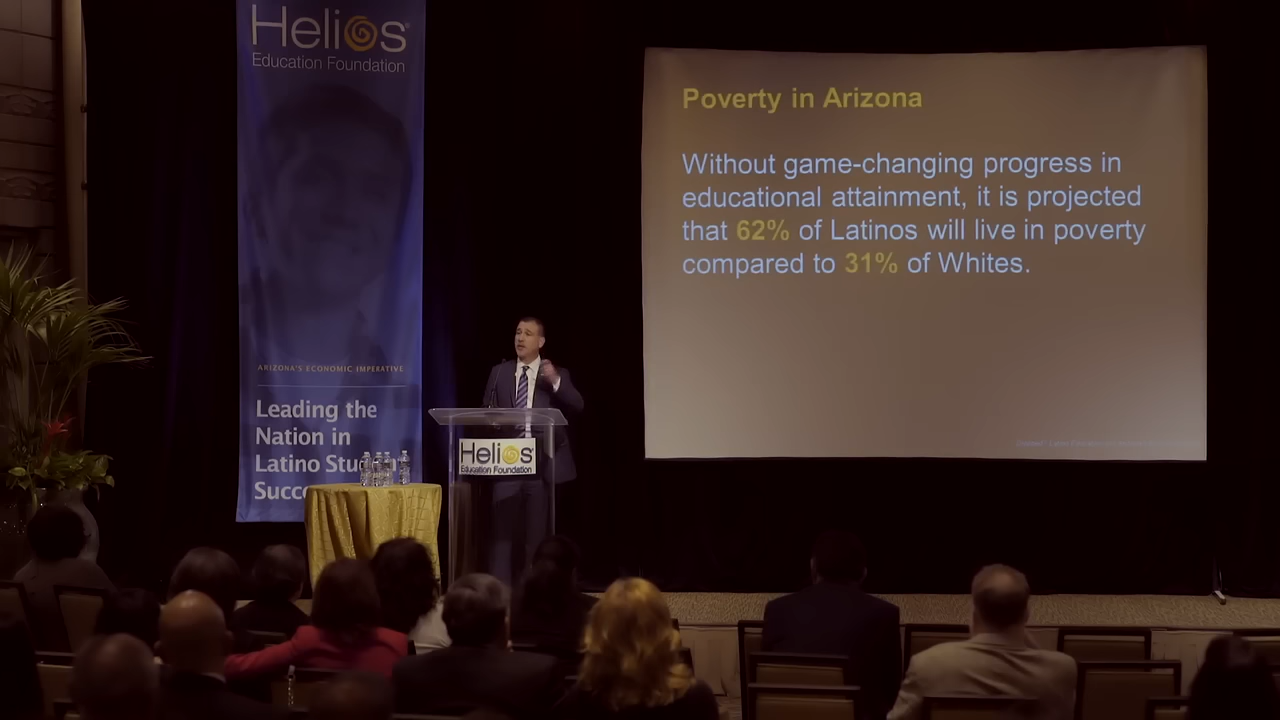 Helios
Education Foundation
ARIZONA'S ECONOMIC IMPERATIVE
Leading the
Nation in
Latino
Poverty in Arizona
Without game-changing progress in
educational attainment, it is projected
that 62% of Latinos will live in poverty
compared to 31% of Whites.
Helios
Education Foundation